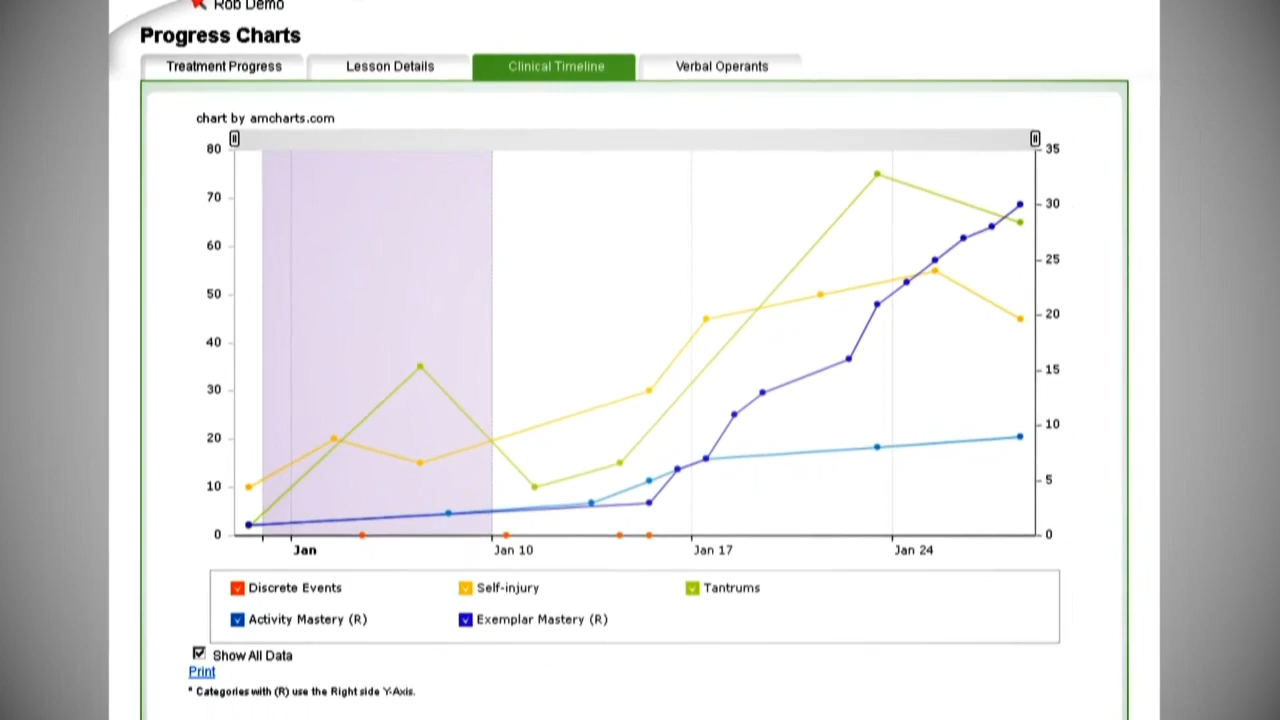 Rob Demo
Progress Charts
Treatment Progress Lesson Details Clinical Timeline Verbal Operants
chart by amcharts.com
80 35
70 30
60 25
50 20
40 15
30 10
20 5
10 0
0
Jan Jan 10 Jan 17 Jan 24
Discrete Events Self-injury Tantrums
Activity Mastery (R) Exemplar Mastery (R)
Show All Data
Print
* Categories with (R) use the Right side Y-Axis.